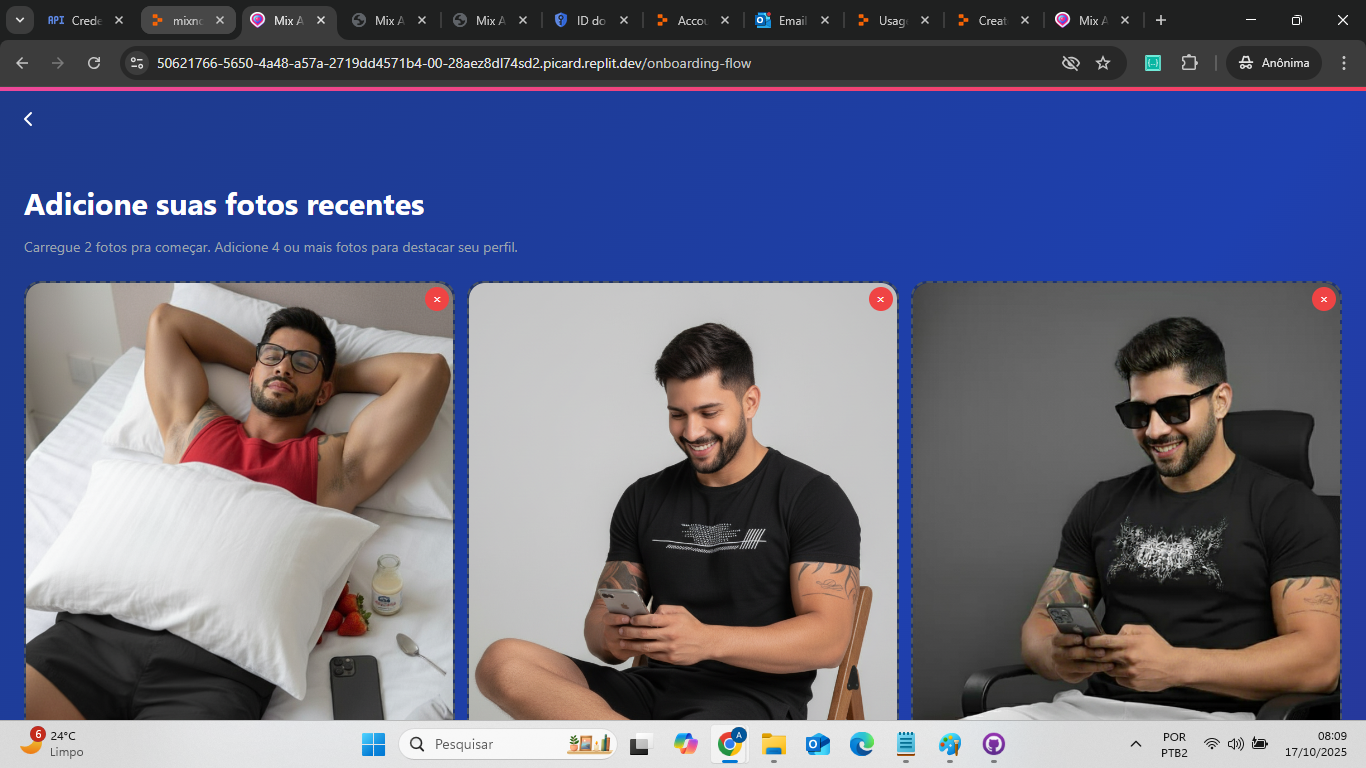 API Crede
mixno
Mix A
Mix A
Mix A
ID do
Accou
Email
Usage
Creat
Mix A
50621766-5650-4a48-a57a-2719dd4571b4-00-28aez8dl74sd2.picard.replit.dev/onboarding-flow
Anônima
Adicione suas fotos recentes
Carregue 2 fotos pra começar. Adicione 4 ou mais fotos para destacar seu perfil.
6
24°C
Limpo
Pesquisar
A
POR
PTB2
08:09
17/10/2025